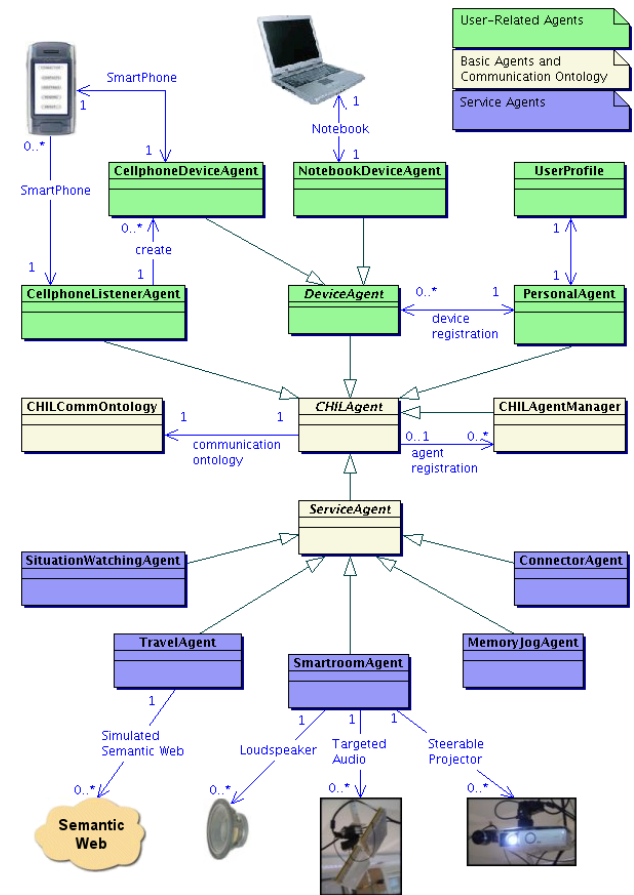 User-Related Agents
Basic Agents and
Communication Ontology
Service Agents
SmartPhone
1
1
0..*
SmartPhone
1
1
Notebook
1
CellphoneDeviceAgent
NotebookDeviceAgent
UserProfile
0..*
create
1
1
1
CellphoneListenerAgent
DeviceAgent
0..*
1
device
registration
PersonalAgent
CHILCommOntology
1
1
communication
ontology
CHILAgent
0..1
0..*
agent
registration
CHILAgentManager
ServiceAgent
SituationWatchingAgent
ConnectorAgent
TravelAgent
SmartroomAgent
MemoryJogAgent
1
Simulated
Semantic Web
0..*
1
Loudspeaker
0..*
1
Targeted
Audio
0..*
1
Steerable
Projector
0..*
Semantic
Web